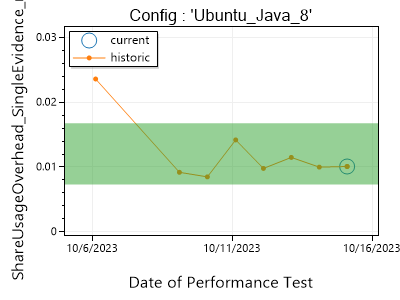 Config : 'Ubuntu_Java_8'
current
historic
ShareUsageOverhead_SingleEvidence_
0.03
0.02
0.01
0
10/6/2023
10/11/2023
10/16/2023
Date of Performance Test